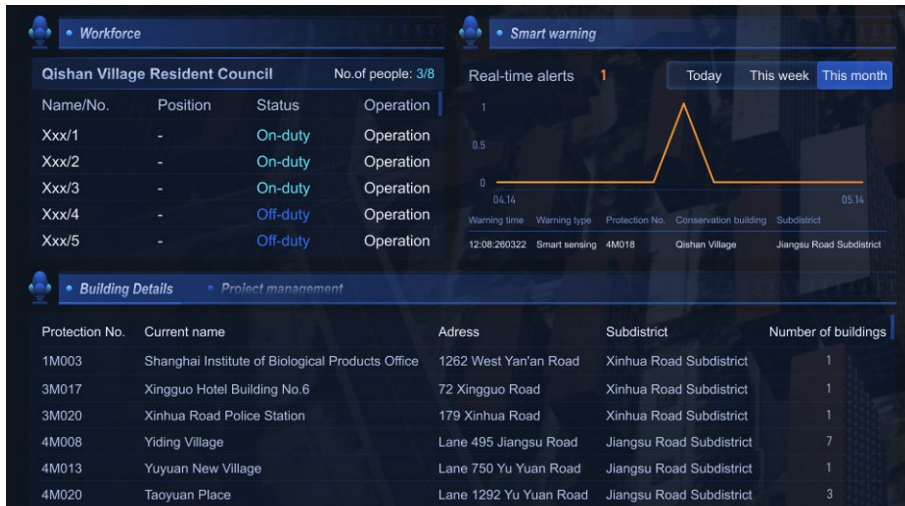 Workforce
Qishan Village Resident Council No.of people: 3/8
Name/No. Position Status Operation
Xxx/1 - On-duty Operation
Xxx/2 - On-duty Operation
Xxx/3 - On-duty Operation
Xxx/4 - Off-duty Operation
Xxx/5 - Off-duty Operation
Smart warning
Real-time alerts 1 Today This week This month
1
0.5
0
04.14 05.14
Warning time Warning type Protection No. Conservation building Subdistrict
12:08:260322 Smart sensing 4M018 Qishan Village Jiangsu Road Subdistrict
Building Details Project management
Protection No. Current name Adress Subdistrict Number of buildings
1M003 Shanghai Institute of Biological Products Office 1262 West Yan'an Road Xinhua Road Subdistrict 1
3M017 Xingguo Hotel Building No.6 72 Xingguo Road Xinhua Road Subdistrict 1
3M020 Xinhua Road Police Station 179 Xinhua Road Xinhua Road Subdistrict 1
4M008 Yiding Village Lane 495 Jiangsu Road Jiangsu Road Subdistrict 7
4M013 Yuyuan New Village Lane 750 Yu Yuan Road Jiangsu Road Subdistrict 1
4M020 Taoyuan Place Lane 1292 Yu Yuan Road Jiangsu Road Subdistrict 3